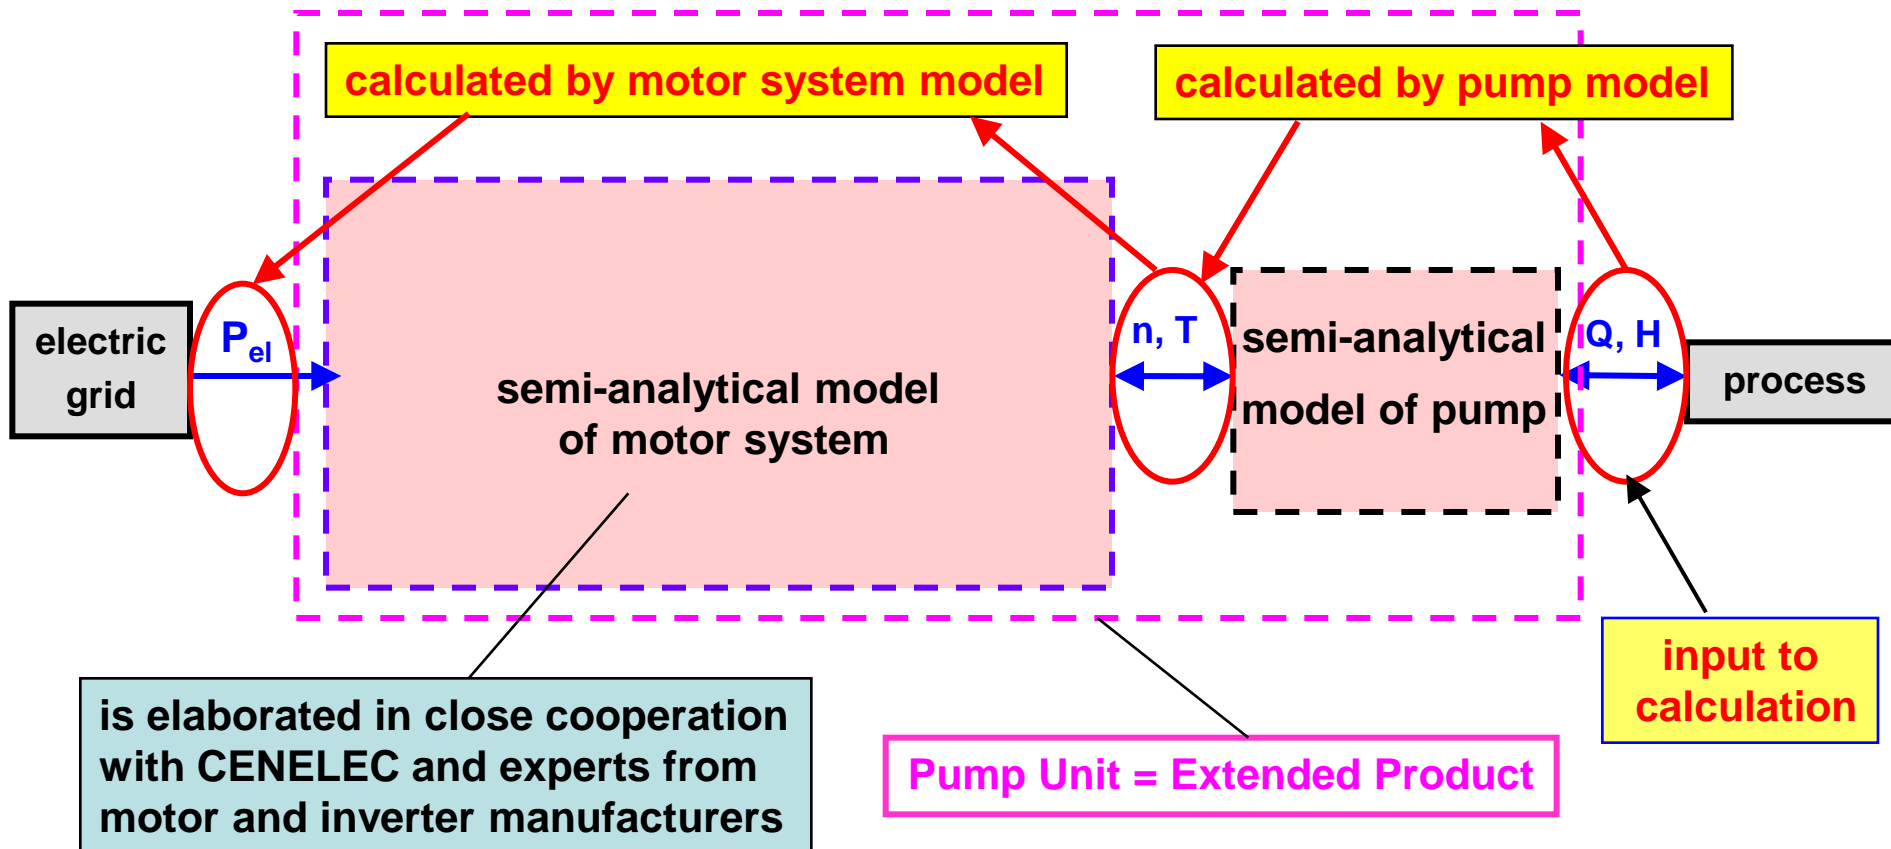 calculated by motor system model
calculated by pump model
electric
grid
P_el
semi-analytical model
of motor system
n, T
semi-analytical
model of pump
Q, H
process
input to
calculation
is elaborated in close cooperation
with CENELEC and experts from
motor and inverter manufacturers
Pump Unit = Extended Product